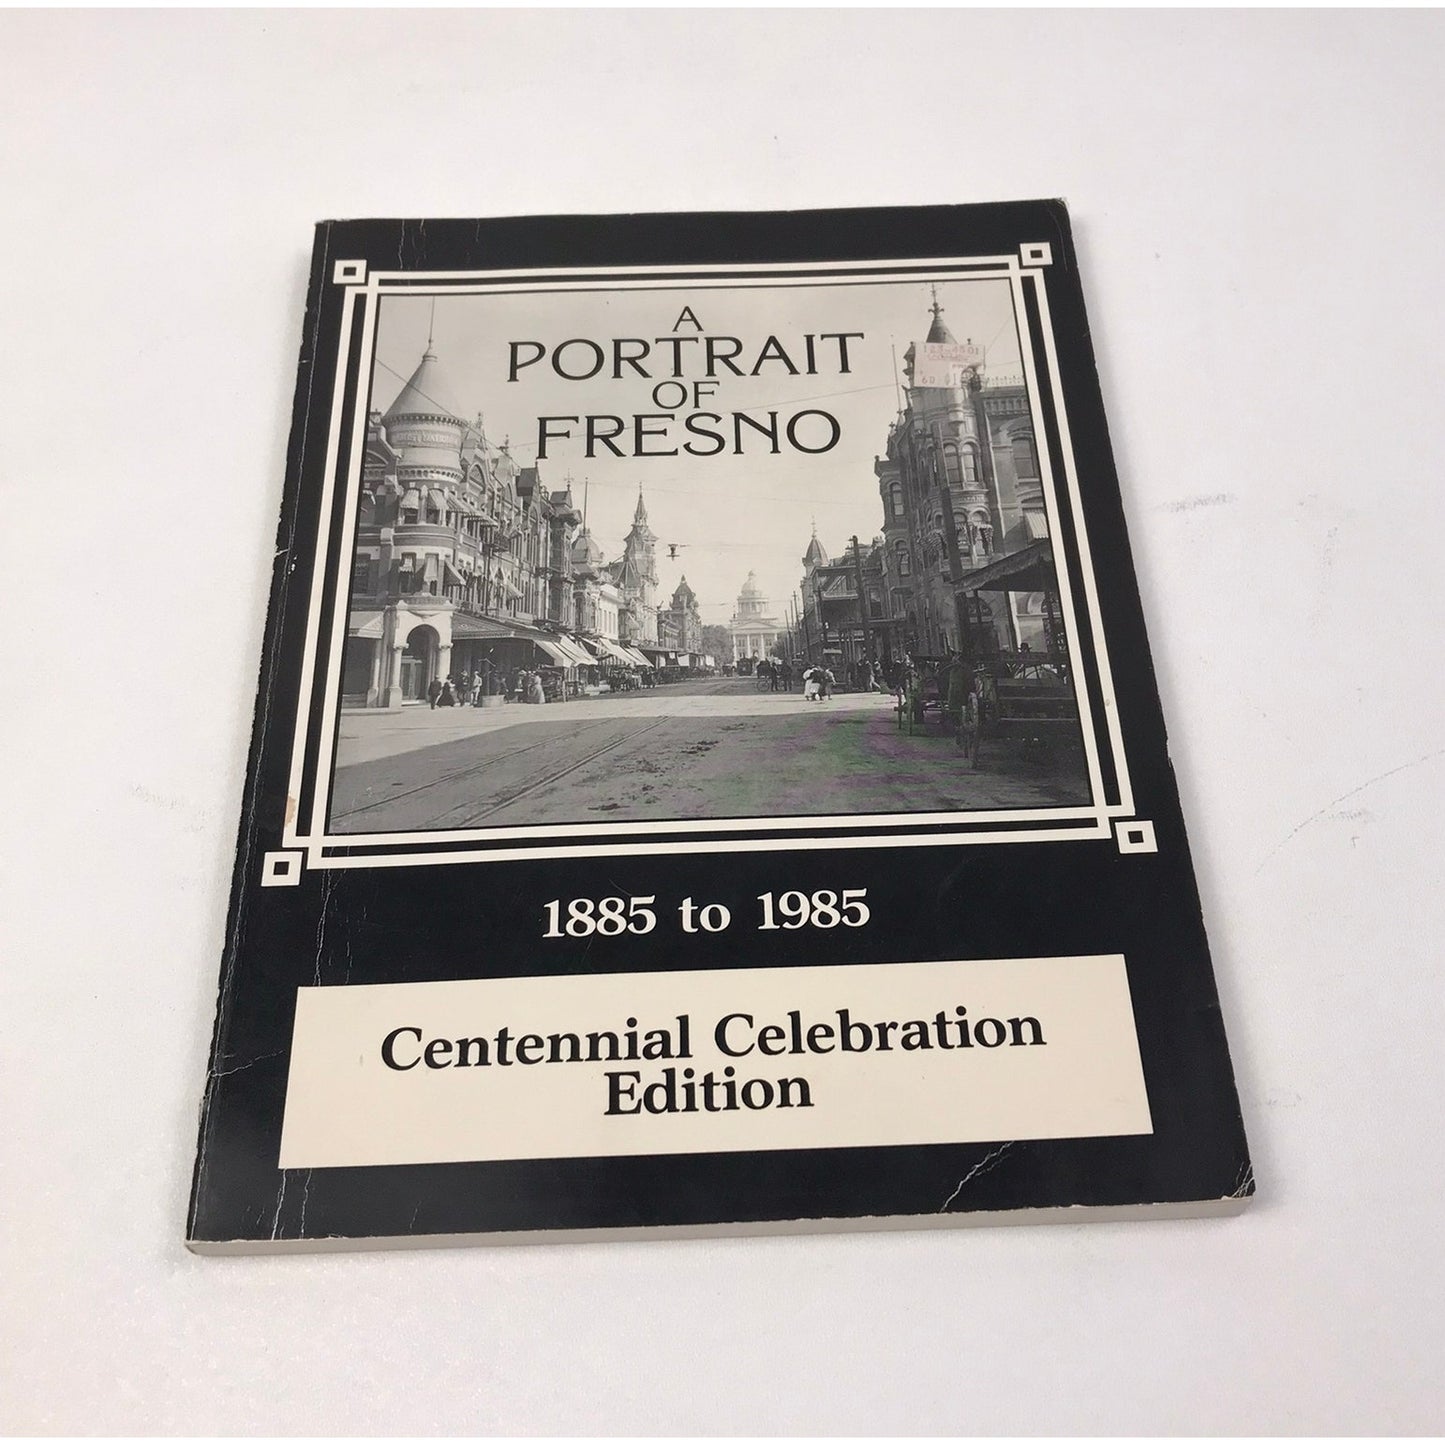 A
PORTRAIT
OF
FRESNO
1885 to 1985
Centennial Celebration
Edition